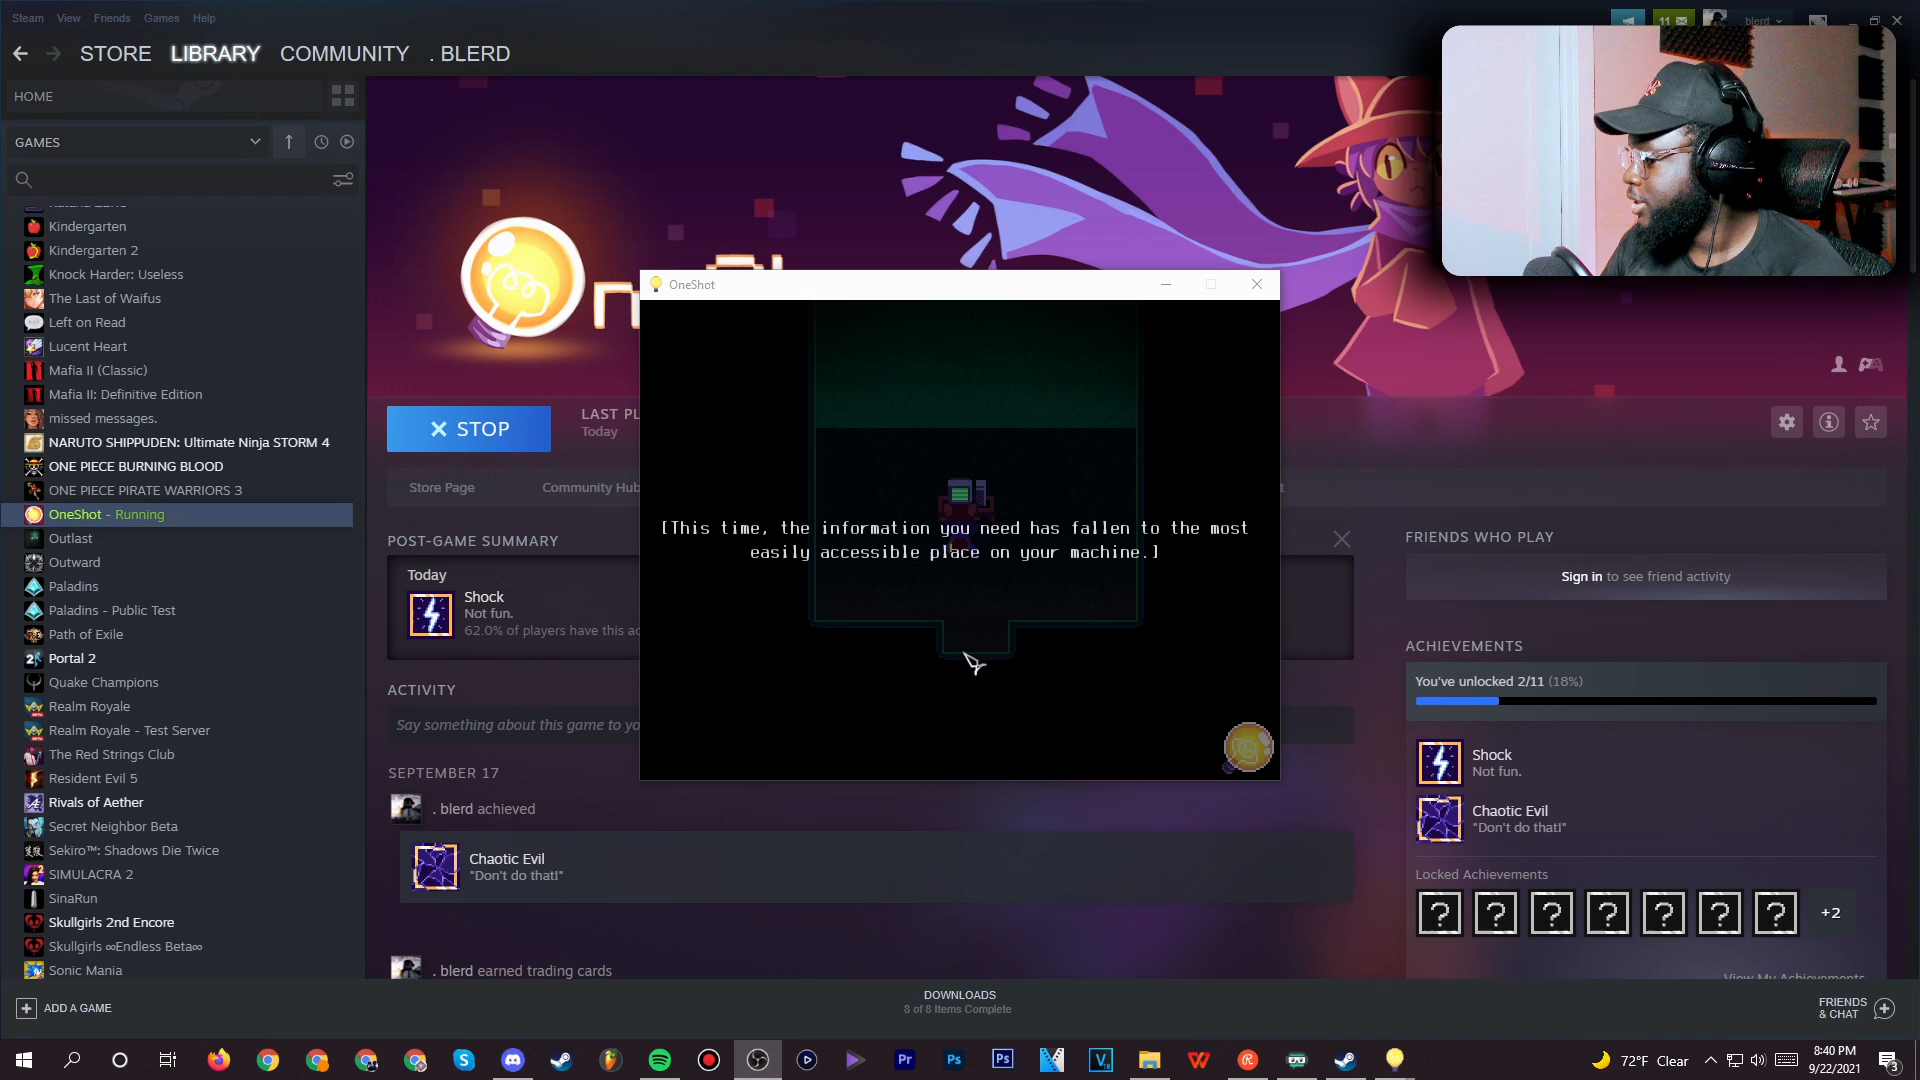 Steam View Friends Games Help
11
blerd
STORE LIBRARY COMMUNITY . BLERD
HOME
GAMES
Kindergarten
Kindergarten 2
Knock Harder: Useless
The Last of Waifus
Left on Read
Lucent Heart
Mafia II (Classic)
Mafia II: Definitive Edition
missed messages.
NARUTO SHIPPUDEN: Ultimate Ninja STORM 4
ONE PIECE BURNING BLOOD
ONE PIECE PIRATE WARRIORS 3
OneShot - Running
Outlast
Outward
Paladins
Paladins - Public Test
Path of Exile
Portal 2
Quake Champions
Realm Royale
Realm Royale - Test Server
The Red Strings Club
Resident Evil 5
Rivals of Aether
Secret Neighbor Beta
Sekiro™: Shadows Die Twice
SIMULACRA 2
SinaRun
Skullgirls 2nd Encore
Skullgirls ∞Endless Beta∞
Sonic Mania
ADD A GAME
STOP
LAST PL
Today
Store Page Community Hub
POST-GAME SUMMARY
Today
Shock
Not fun.
62.0% of players have this ac
ACTIVITY
Say something about this game to yo
SEPTEMBER 17
. blerd achieved
Chaotic Evil
"Don't do that!"
. blerd earned trading cards
OneShot
[This time, the information you need has fallen to the most
easily accessible place on your machine.]
FRIENDS WHO PLAY
Sign in to see friend activity
ACHIEVEMENTS
You've unlocked 2/11 (18%)
Shock
Not fun.
Chaotic Evil
"Don't do that!"
Locked Achievements
? ? ? ? ? ? ? +2
View My Achievements
DOWNLOADS
8 of 8 Items Complete
FRIENDS
& CHAT
Pr Ps Ps
72°F Clear
8:40 PM
9/22/2021
3